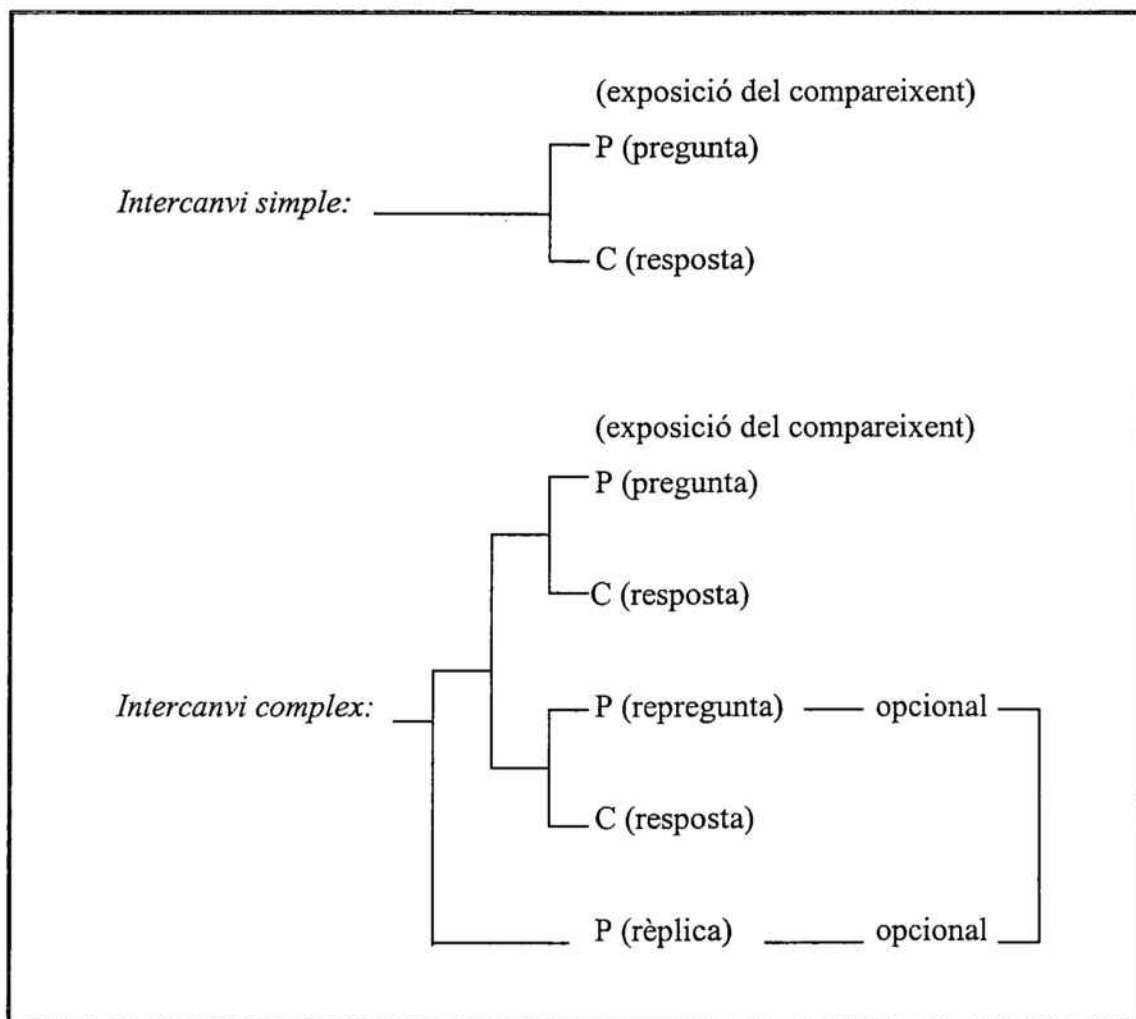 (exposició del compareixent)
P (pregunta)
Intercanvi simple:
C (resposta)
(exposició del compareixent)
P (pregunta)
C (resposta)
Intercanvi complex: P (repregunta) opcional
C (resposta)
P (rèplica) opcional